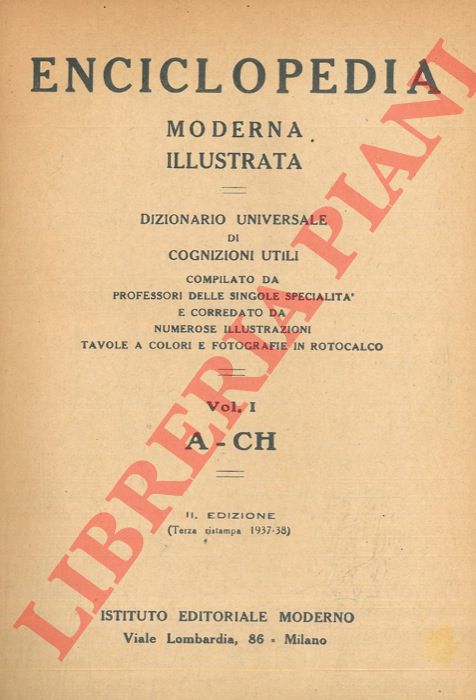 ENCICLOPEDIA
MODERNA
ILLUSTRATA
DIZIONARIO UNIVERSALE
DI
COGNIZIONI UTILI
COMPILATO DA
PROFESSORI DELLE SINGOLE SPECIALITA'
E CORREDATO DA
NUMEROSE ILLUSTRAZIONI
TAVOLE A COLORI E FOTOGRAFIE IN ROTOCALCO
Vol. I
A - CH
II. EDIZIONE
(Terza ristampa 1937-38)
ISTITUTO EDITORIALE MODERNO
Viale Lombardia, 86 - Milano
LIBRERIA PIANI